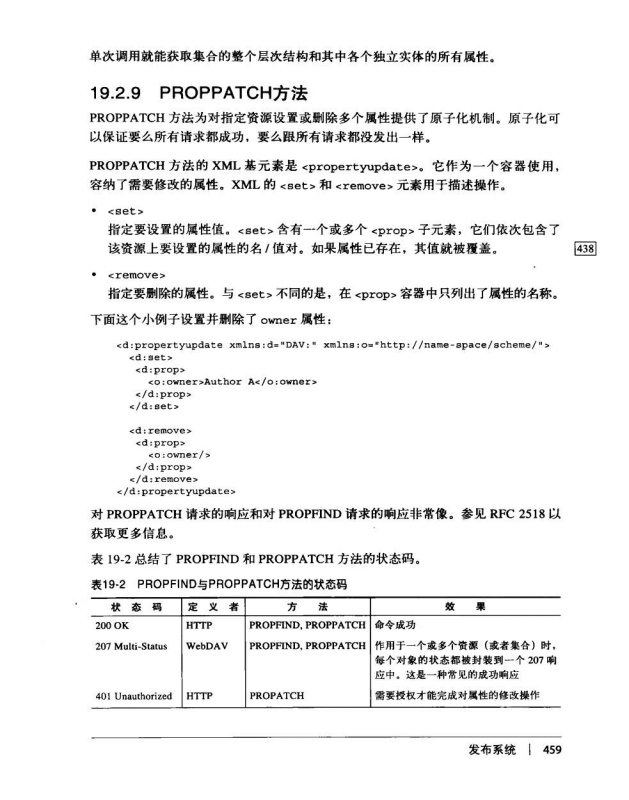 单次调用就能获取集合的整个层次结构和其中各个独立实体的所有属性。
19.2.9 PROPPATCH方法
PROPPATCH 方法为对指定资源设置或删除多个属性提供了原子化机制。原子化可
以保证要么所有请求都成功，要么跟所有请求都没发出一样。
PROPPATCH 方法的 XML 基元素是 <propertyupdate>。它作为一个容器使用，
容纳了需要修改的属性。XML 的 <set> 和 <remove> 元素用于描述操作。
• <set>
指定要设置的属性值。<set> 含有一个或多个 <prop> 子元素，它们依次包含了
该资源上要设置的属性的名 / 值对。如果属性已存在，其值就被覆盖。
438
• <remove>
指定要删除的属性。与 <set> 不同的是，在 <prop> 容器中只列出了属性的名称。
下面这个小例子设置并删除了 owner 属性：
<d:propertyupdate xmlns:d="DAV:" xmlns:o="http://name-space/scheme/">
<d:set>
<d:prop>
<o:owner>Author A</o:owner>
</d:prop>
</d:set>
<d:remove>
<d:prop>
<o:owner/>
</d:prop>
</d:remove>
</d:propertyupdate>
对 PROPPATCH 请求的响应和对 PROPFIND 请求的响应非常像。参见 RFC 2518 以
获取更多信息。
表 19-2 总结了 PROPFIND 和 PROPPATCH 方法的状态码。
表19-2 PROPFIND与PROPPATCH方法的状态码
状态码 定义者 方法 效果
200 OK HTTP PROPFIND, PROPPATCH 命令成功
207 Multi-Status WebDAV PROPFIND, PROPPATCH 作用于一个或多个资源（或者集合）时，
每个对象的状态都被封装到一个 207 响
应中。这是一种常见的成功响应
401 Unauthorized HTTP PROPATCH 需要授权才能完成对属性的修改操作
发布系统 | 459